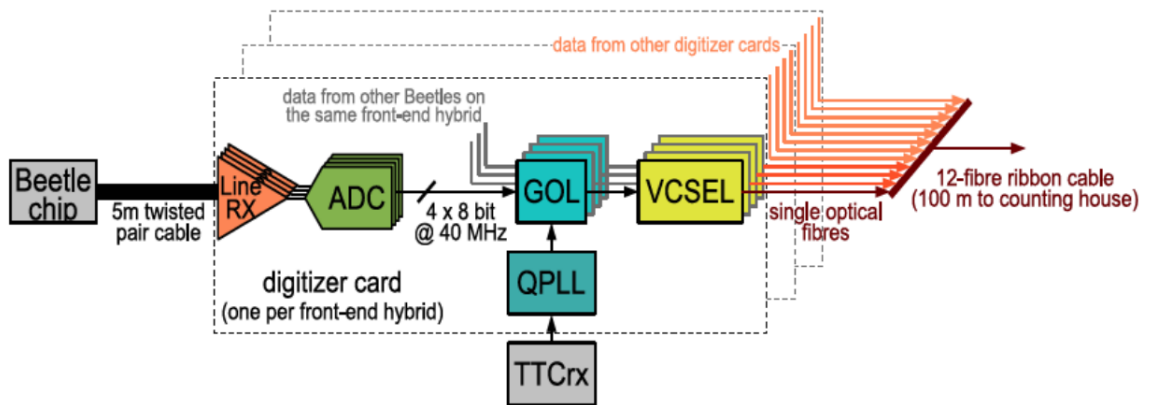 data from other digitizer cards
data from other Beetles on
the same front-end hybrid
Beetle
chip
5m twisted
pair cable
Line
RX
ADC
4 x 8 bit
@ 40 MHz
GOL
VCSEL
single optical
fibres
12-fibre ribbon cable
(100 m to counting house)
digitizer card
(one per front-end hybrid)
QPLL
TTCrx